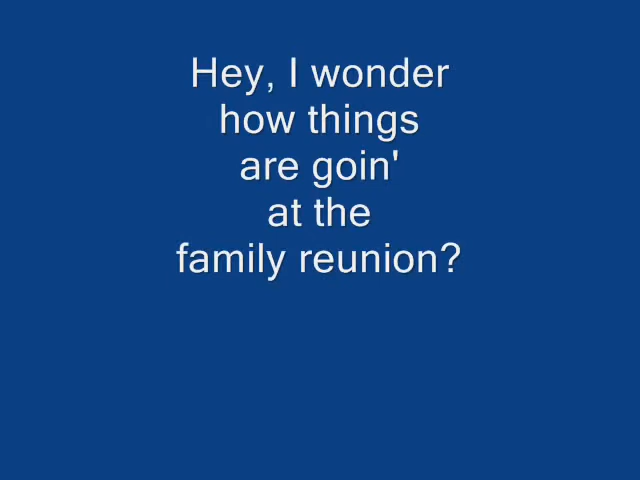 Hey, I wonder
how things
are goin'
at the
family reunion?